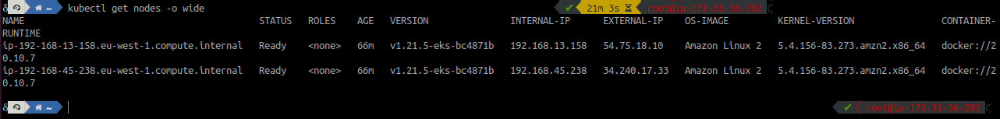 ~ kubectl get nodes -o wide ✔ 21m 3s root@ip-172-31-36-202
NAME STATUS ROLES AGE VERSION INTERNAL-IP EXTERNAL-IP OS-IMAGE KERNEL-VERSION CONTAINER-
RUNTIME
ip-192-168-13-158.eu-west-1.compute.internal Ready <none> 66m v1.21.5-eks-bc4871b 192.168.13.158 54.75.18.10 Amazon Linux 2 5.4.156-83.273.amzn2.x86_64 docker://2
0.10.7
ip-192-168-45-238.eu-west-1.compute.internal Ready <none> 66m v1.21.5-eks-bc4871b 192.168.45.238 34.240.17.33 Amazon Linux 2 5.4.156-83.273.amzn2.x86_64 docker://2
0.10.7
~ ✔ root@ip-172-31-36-202